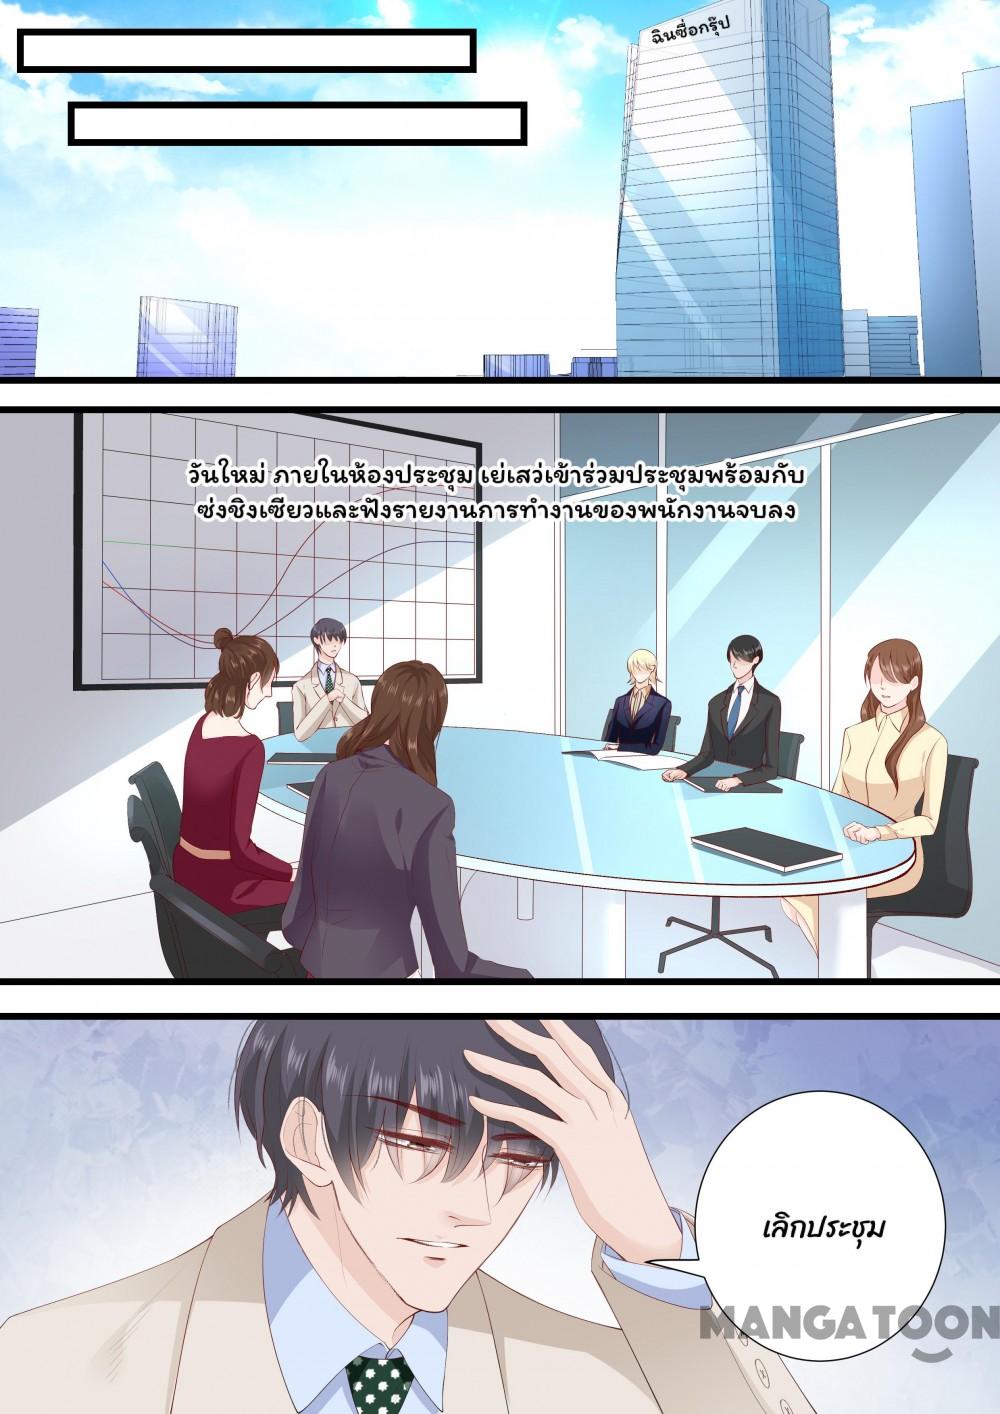 ฉินซื่อกรุ๊ป
วันใหม่ ภายในห้องประชุม เย่เสว่เข้าร่วมประชุมพร้อมกับ
ซ่งชิงเซียวและฟังรายงานการทำงานของพนักงานจบลง
เลิกประชุม
MANGATOON